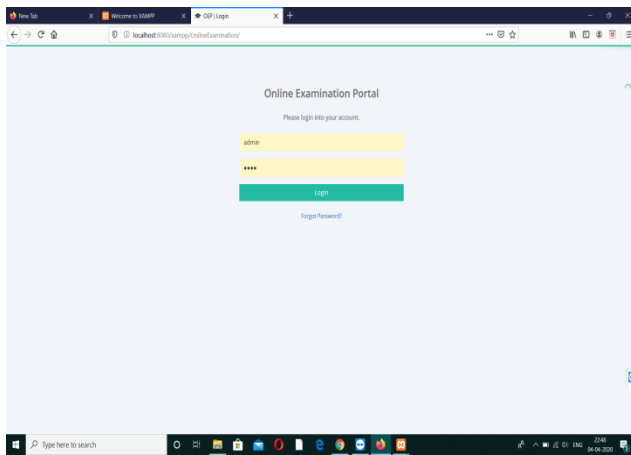 New Tab
Welcome to XAMPP
OEP | Login
localhost:8080/xampp/OnlineExamination/
Online Examination Portal
Please login into your account.
admin
••••
Login
Forgot Password?
Type here to search
ENG
22:48
04-04-2020